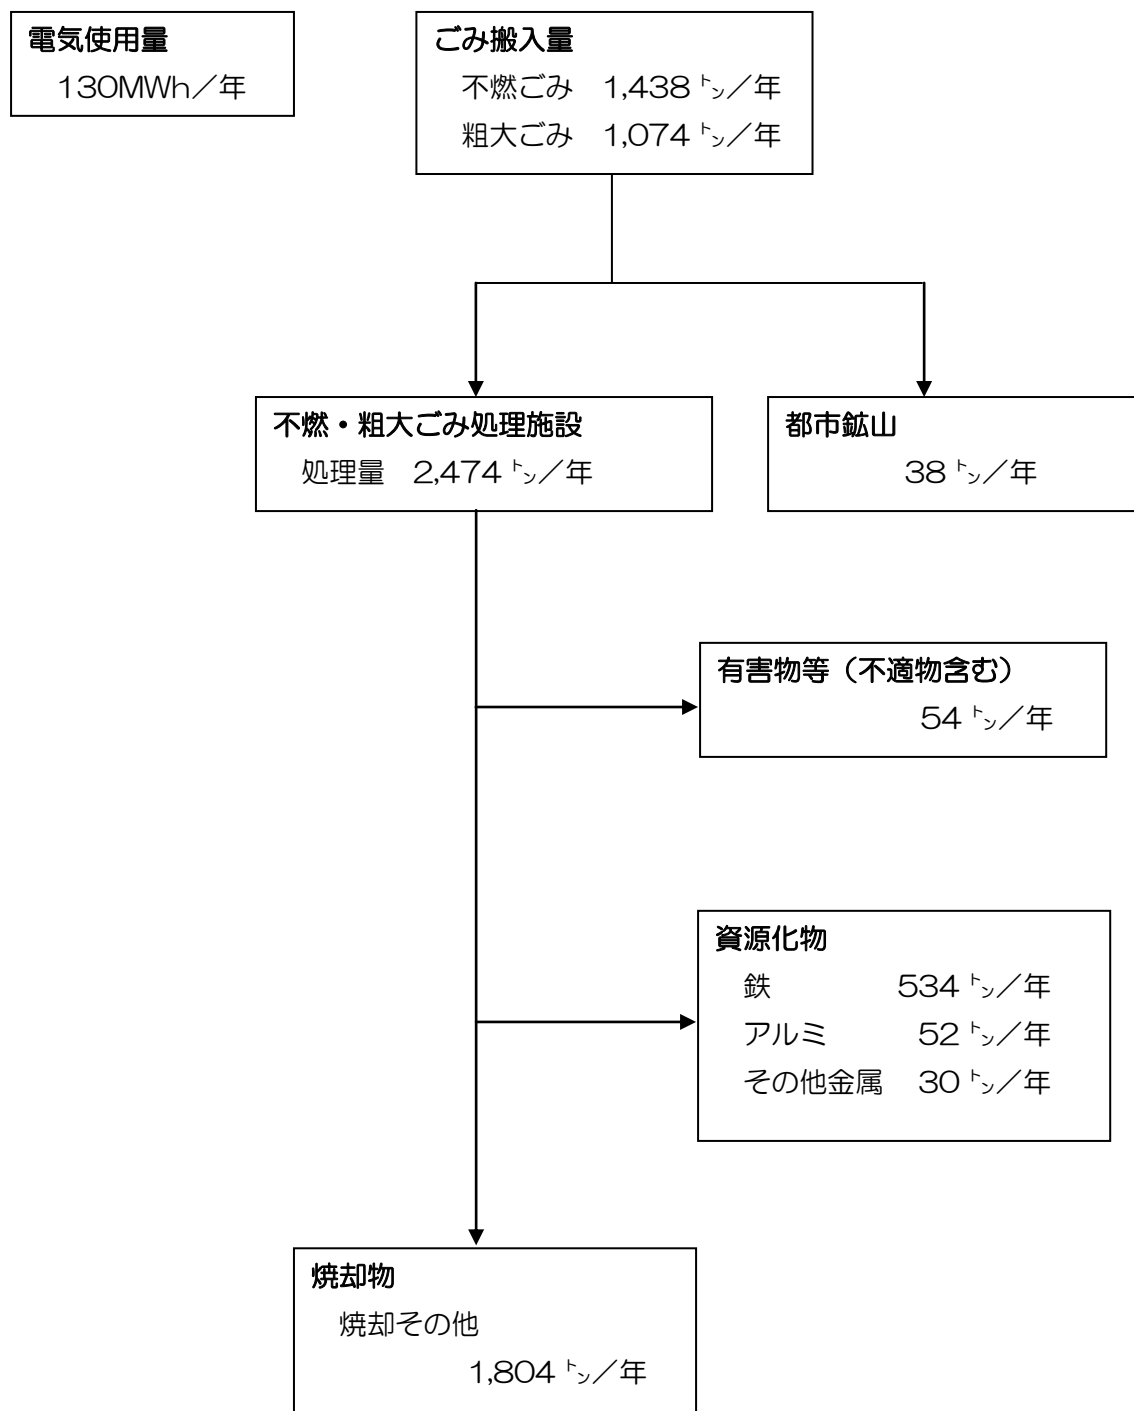 電気使用量
130MWh／年
ごみ搬入量
不燃ごみ　1,438 ㌧／年
粗大ごみ　1,074 ㌧／年
不燃・粗大ごみ処理施設
処理量　2,474 ㌧／年
都市鉱山
38 ㌧／年
有害物等（不適物含む）
54 ㌧／年
資源化物
鉄　534 ㌧／年
アルミ　52 ㌧／年
その他金属　30 ㌧／年
焼却物
焼却その他
1,804 ㌧／年